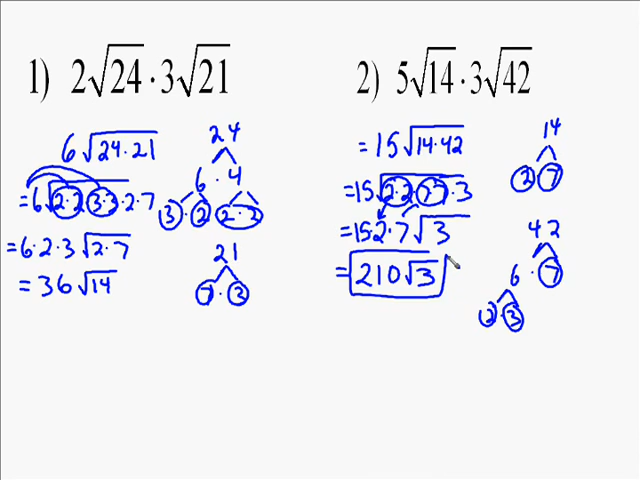 1) 2√24 · 3√21
6√24·21
=6√2·2 3·3·2·7
=6·2·3√2·7
=36√14
24
6 · 4
3 · 2 2 · 2
21
7 · 3
2) 5√14 · 3√42
=15√14·42
=15√2·2 7·7·3
=15·2·7√3
=210√3
14
2 7
42
6 · 7
2 · 3